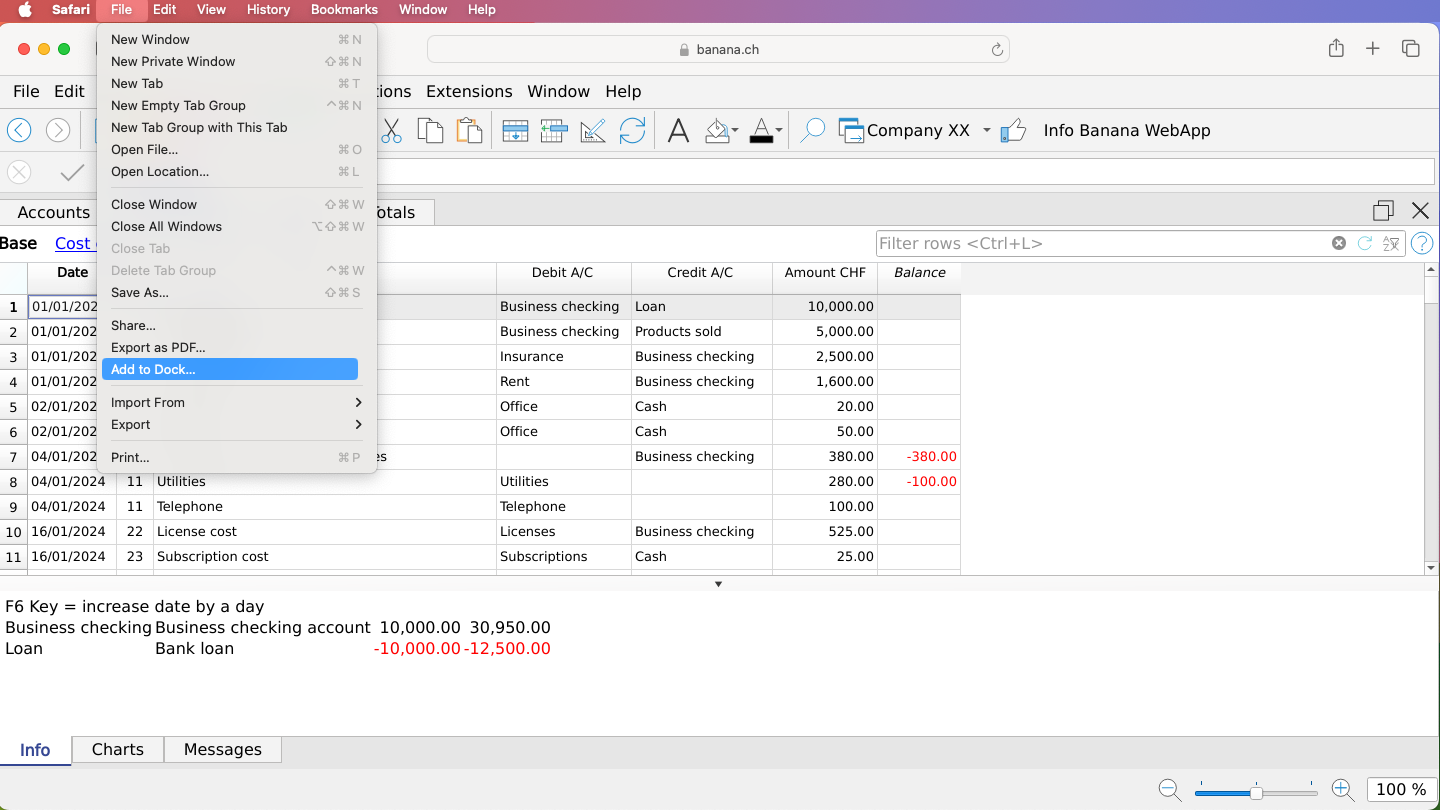 Safari File Edit View History Bookmarks Window Help
banana.ch
New Window ⌘ N
New Private Window ⇧ ⌘ N
New Tab ⌘ T
New Empty Tab Group ^ ⌘ N
New Tab Group with This Tab
Open File... ⌘ O
Open Location... ⌘ L
Close Window ⇧ ⌘ W
Close All Windows ⌥ ⇧ ⌘ W
Close Tab
Delete Tab Group ^ ⌘ W
Save As... ⇧ ⌘ S
Share...
Export as PDF...
Add to Dock...
Import From
Export
Print... ⌘ P
File Edit Extensions Window Help
Company XX Info Banana WebApp
Accounts Totals
Base Cost
Filter rows <Ctrl+L>
Date Debit A/C Credit A/C Amount CHF Balance
1 01/01/202 Business checking Loan 10,000.00
2 01/01/202 Business checking Products sold 5,000.00
3 01/01/202 Insurance Business checking 2,500.00
4 01/01/202 Rent Business checking 1,600.00
5 02/01/202 Office Cash 20.00
6 02/01/202 Office Cash 50.00
7 04/01/202 es Business checking 380.00 -380.00
8 04/01/2024 11 Utilities Utilities 280.00 -100.00
9 04/01/2024 11 Telephone Telephone 100.00
10 16/01/2024 22 License cost Licenses Business checking 525.00
11 16/01/2024 23 Subscription cost Subscriptions Cash 25.00
F6 Key = increase date by a day
Business checking Business checking account 10,000.00 30,950.00
Loan Bank loan -10,000.00 -12,500.00
Info Charts Messages
100 %